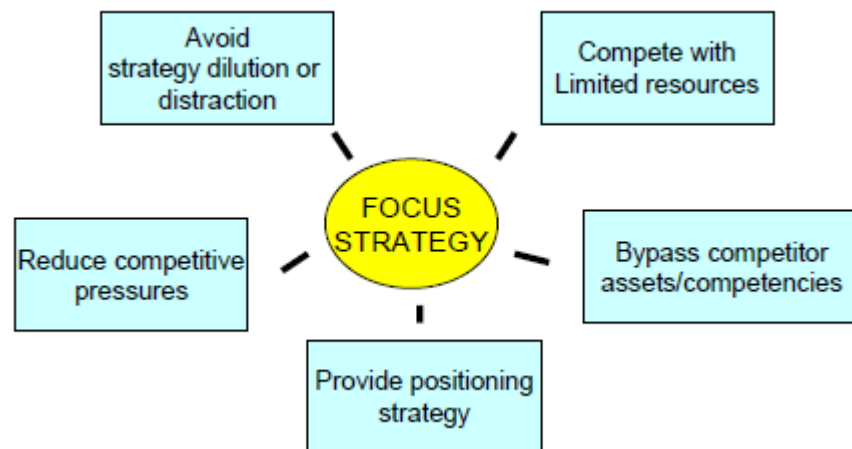 Avoid
strategy dilution or
distraction
Compete with
Limited resources
FOCUS
STRATEGY
Reduce competitive
pressures
Bypass competitor
assets/competencies
Provide positioning
strategy